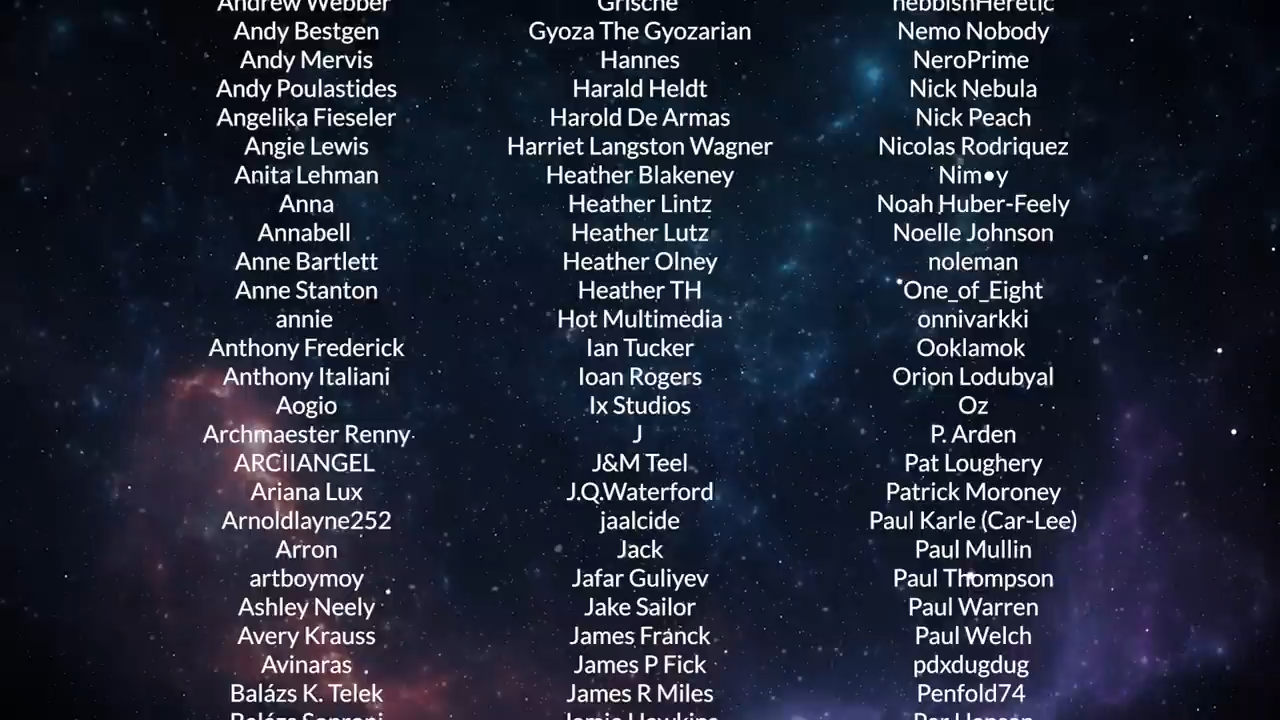 Andrew Webber
Andy Bestgen
Andy Mervis
Andy Poulastides
Angelika Fieseler
Angie Lewis
Anita Lehman
Anna
Annabell
Anne Bartlett
Anne Stanton
annie
Anthony Frederick
Anthony Italiani
Aogio
Archmaester Renny
ARCIIANGEL
Ariana Lux
Arnoldlayne252
Arron
artboymoy
Ashley Neely
Avery Krauss
Avinaras
Balázs K. Telek
Grische
Gyoza The Gyozarian
Hannes
Harald Heldt
Harold De Armas
Harriet Langston Wagner
Heather Blakeney
Heather Lintz
Heather Lutz
Heather Olney
Heather TH
Hot Multimedia
Ian Tucker
Ioan Rogers
Ix Studios
J
J&M Teel
J.Q.Waterford
jaalcide
Jack
Jafar Guliyev
Jake Sailor
James Franck
James P Fick
James R Miles
nebbishHeretic
Nemo Nobody
NeroPrime
Nick Nebula
Nick Peach
Nicolas Rodriquez
Nim•y
Noah Huber-Feely
Noelle Johnson
noleman
One_of_Eight
onnivarkki
Ooklamok
Orion Lodubyal
Oz
P. Arden
Pat Loughery
Patrick Moroney
Paul Karle (Car-Lee)
Paul Mullin
Paul Thompson
Paul Warren
Paul Welch
pdxdugdug
Penfold74